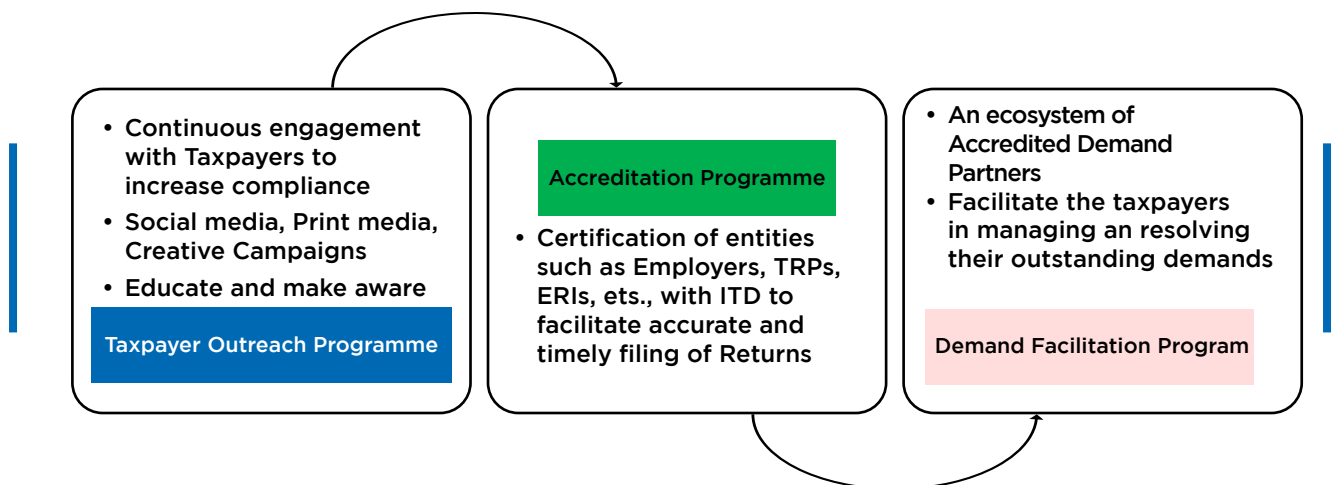 • Continuous engagement
with Taxpayers to
increase compliance
• Social media, Print media,
Creative Campaigns
• Educate and make aware
Taxpayer Outreach Programme
Accreditation Programme
• Certification of entities
such as Employers, TRPs,
ERIs, ets., with ITD to
facilitate accurate and
timely filing of Returns
• An ecosystem of
Accredited Demand
Partners
• Facilitate the taxpayers
in managing an resolving
their outstanding demands
Demand Facilitation Program